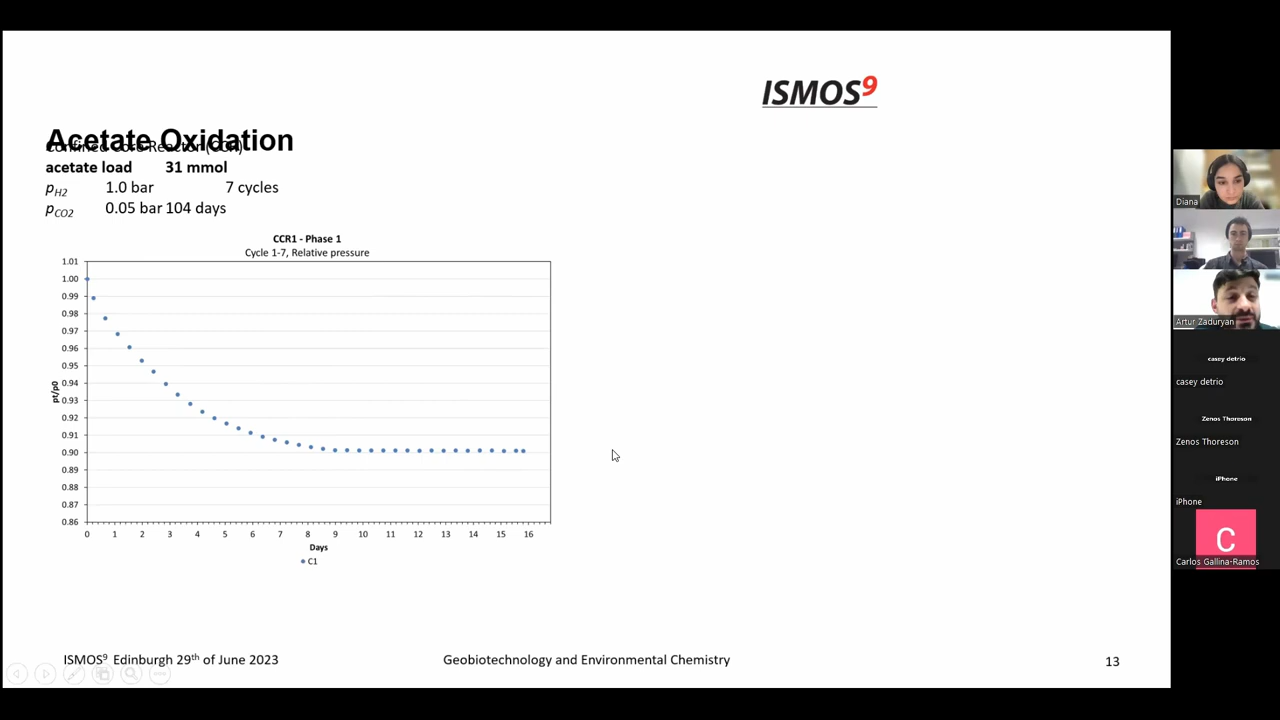 ISMOS9
Acetate Oxidation
Confined Core Reactor (CCR)
acetate load 31 mmol
pH2 1.0 bar 7 cycles
pCO2 0.05 bar 104 days
CCR1 - Phase 1
Cycle 1-7, Relative pressure
1.01
1.00
0.99
0.98
0.97
0.96
0.95
0.94
0.93
0.92
0.91
0.90
0.89
0.88
0.87
0.86
pt/p0
0 1 2 3 4 5 6 7 8 9 10 11 12 13 14 15 16
Days
C1
ISMOS9 Edinburgh 29th of June 2023
Geobiotechnology and Environmental Chemistry
13
Diana
Artur Zaduryan
casey detrio
casey detrio
Zenos Thoreson
Zenos Thoreson
iPhone
iPhone
C
Carlos Gallina-Ramos